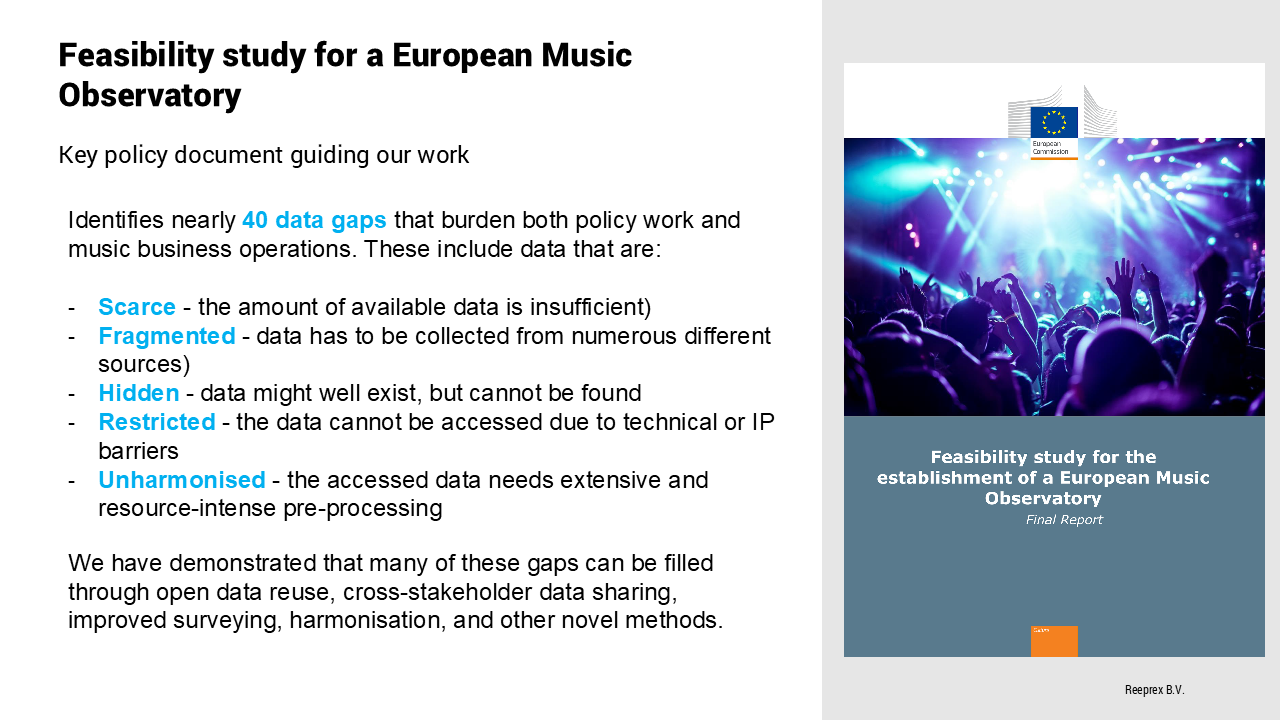 Feasibility study for a European Music
Observatory
Key policy document guiding our work
Identifies nearly 40 data gaps that burden both policy work and
music business operations. These include data that are:
- Scarce - the amount of available data is insufficient)
- Fragmented - data has to be collected from numerous different
sources)
- Hidden - data might well exist, but cannot be found
- Restricted - the data cannot be accessed due to technical or IP
barriers
- Unharmonised - the accessed data needs extensive and
resource-intense pre-processing
We have demonstrated that many of these gaps can be filled
through open data reuse, cross-stakeholder data sharing,
improved surveying, harmonisation, and other novel methods.
European
Commission
Feasibility study for the
establishment of a European Music
Observatory
Final Report
Reeprex B.V.